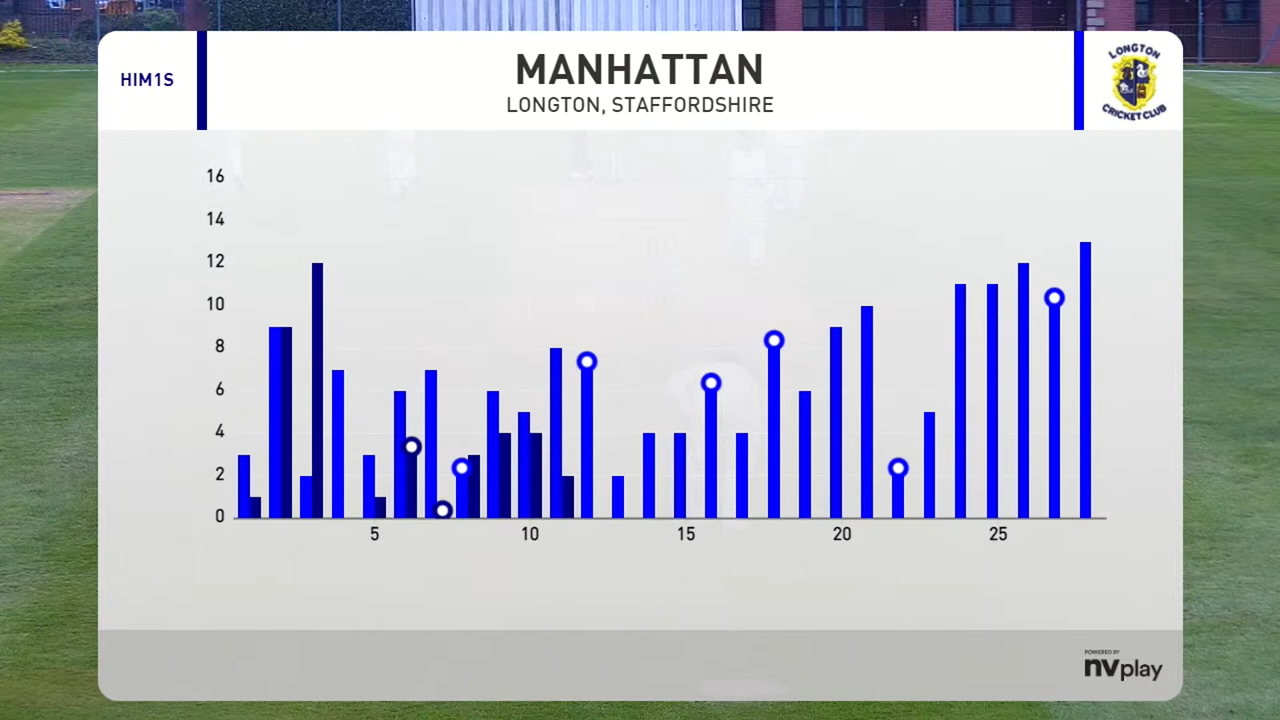 HIM1S
MANHATTAN
LONGTON, STAFFORDSHIRE
LONGTON
CRICKET CLUB
16
14
12
10
8
6
4
2
0
5
10
15
20
25
POWERED BY
nvplay